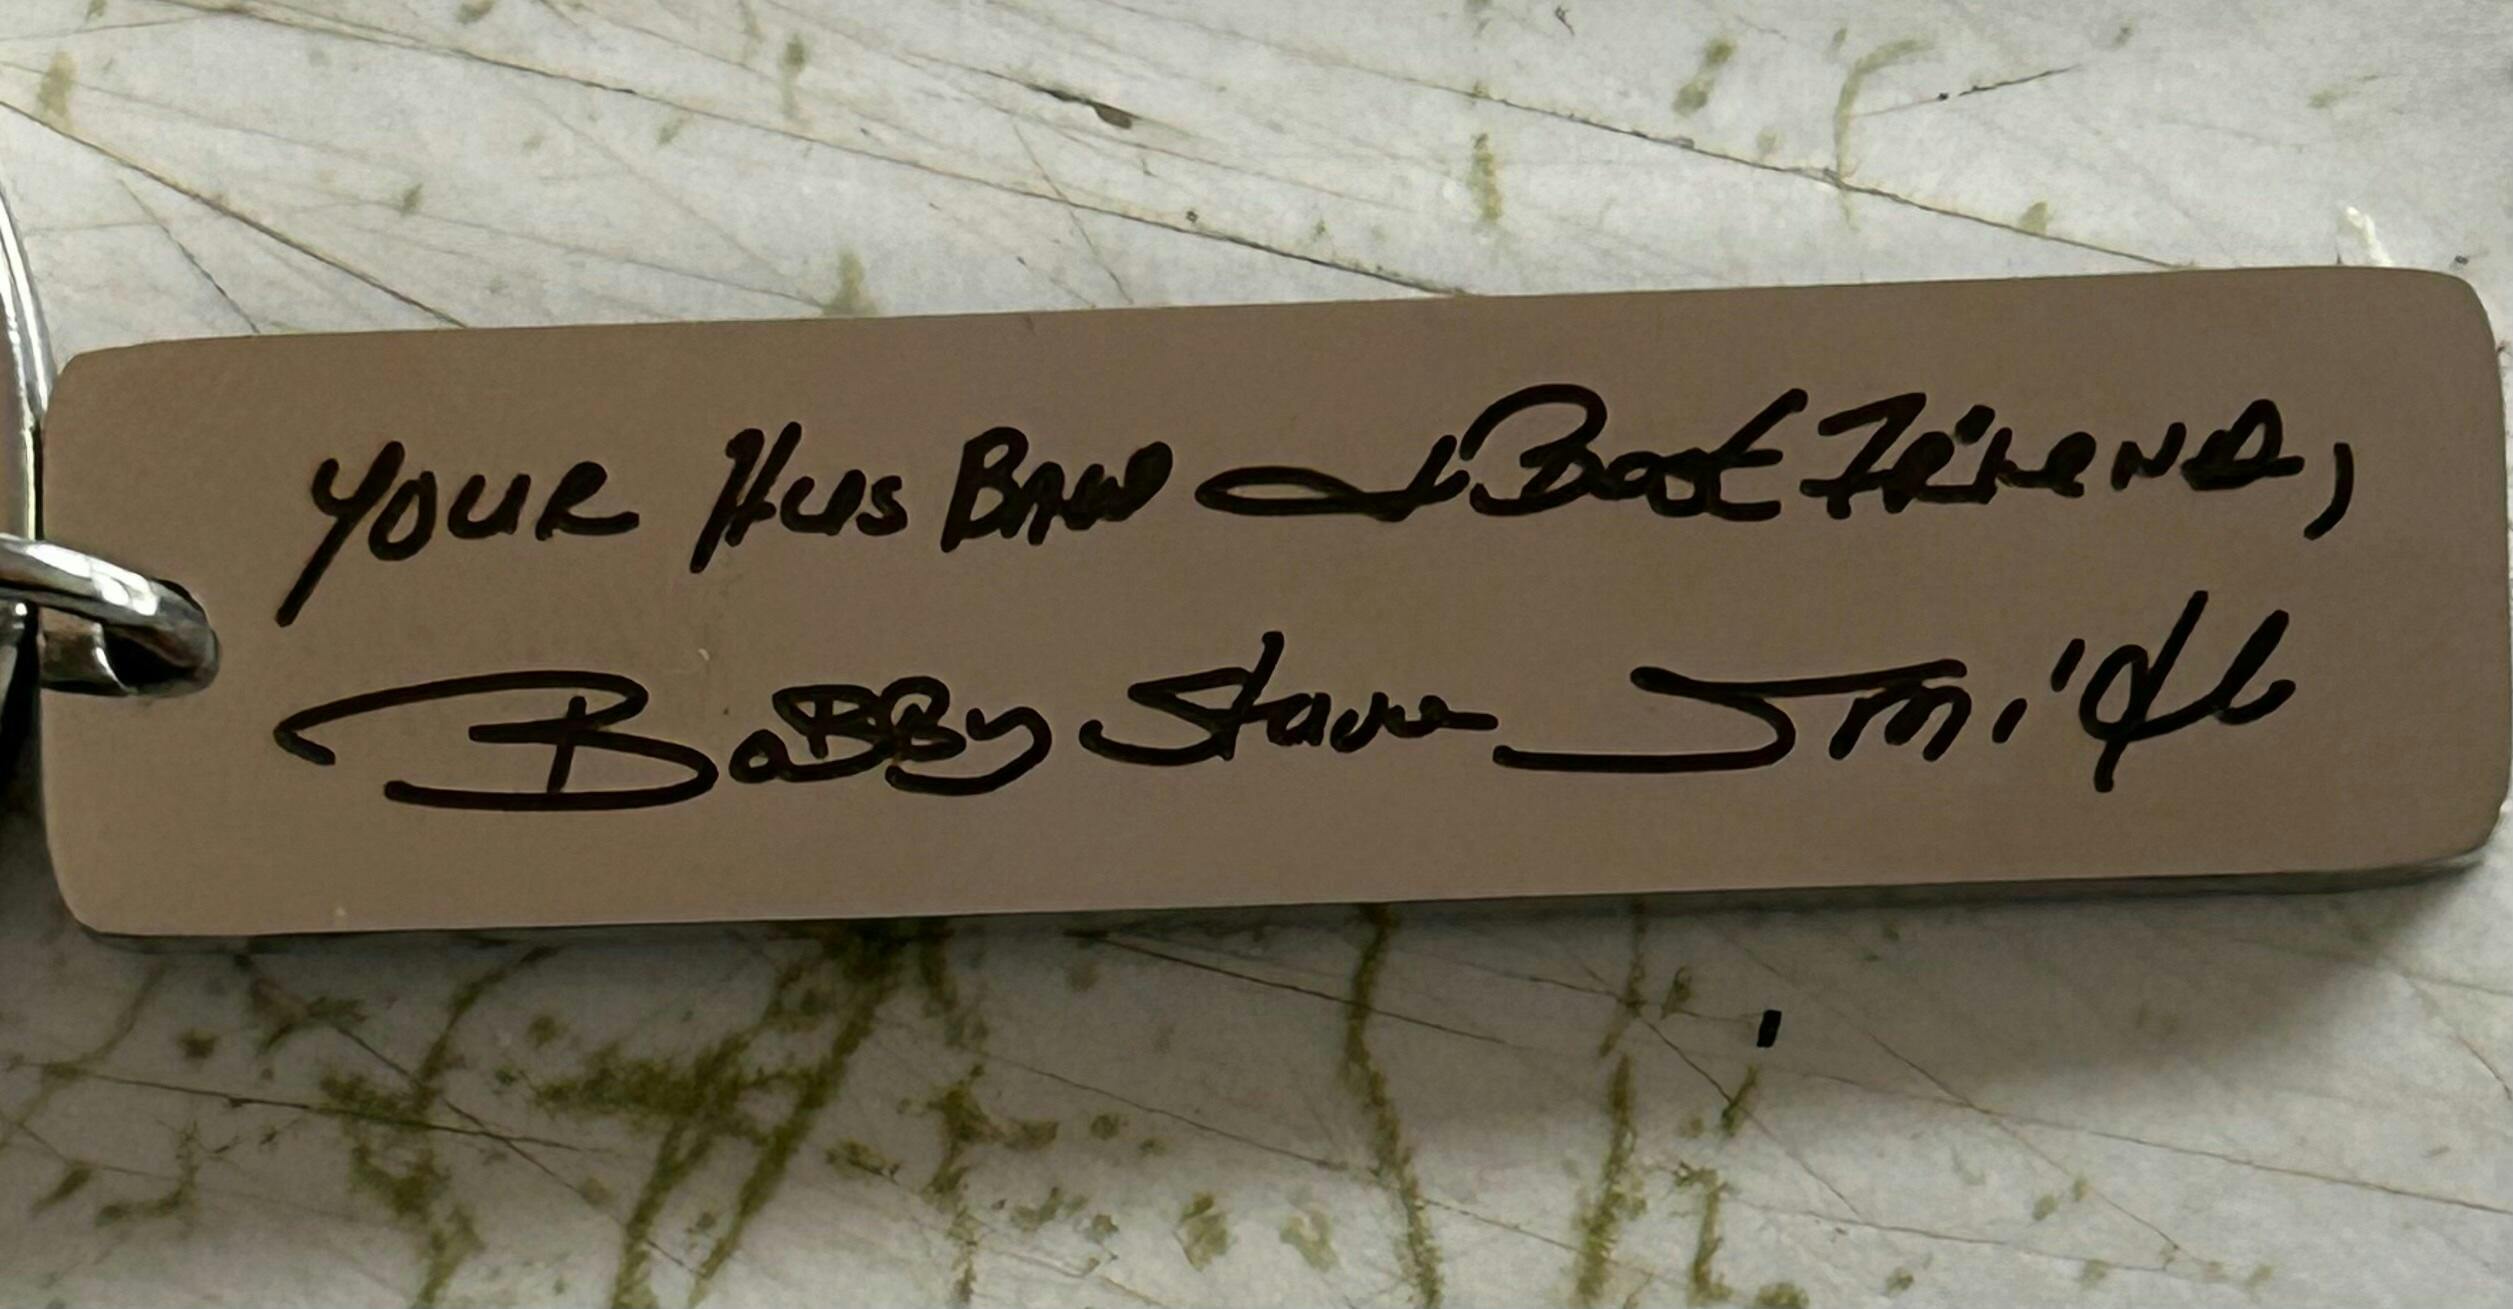 YOUR HUSBAND & Best FRIEND,
BOBBY Steve Smith